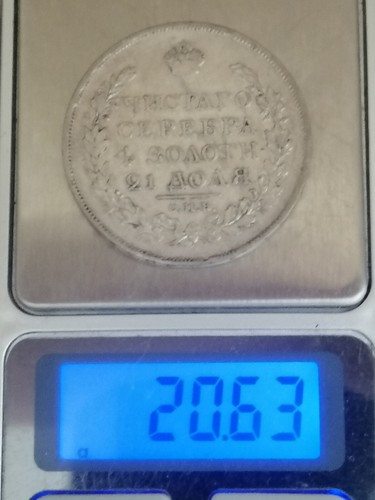 ЧИСТАГО
СЕРЕБРА
4 ЗОЛОТН
21 ДОЛЯ
С.П.Б.
20.63
g